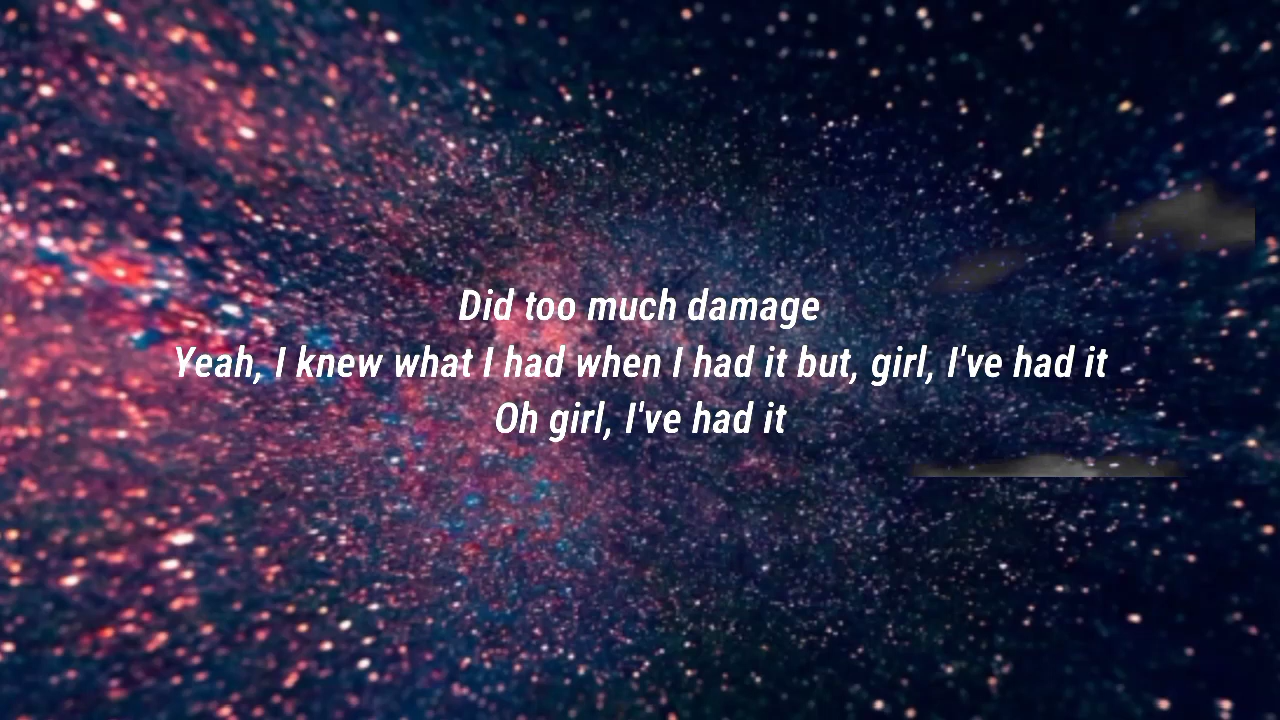 Did too much damage
Yeah, I knew what I had when I had it but, girl, I've had it
Oh girl, I've had it